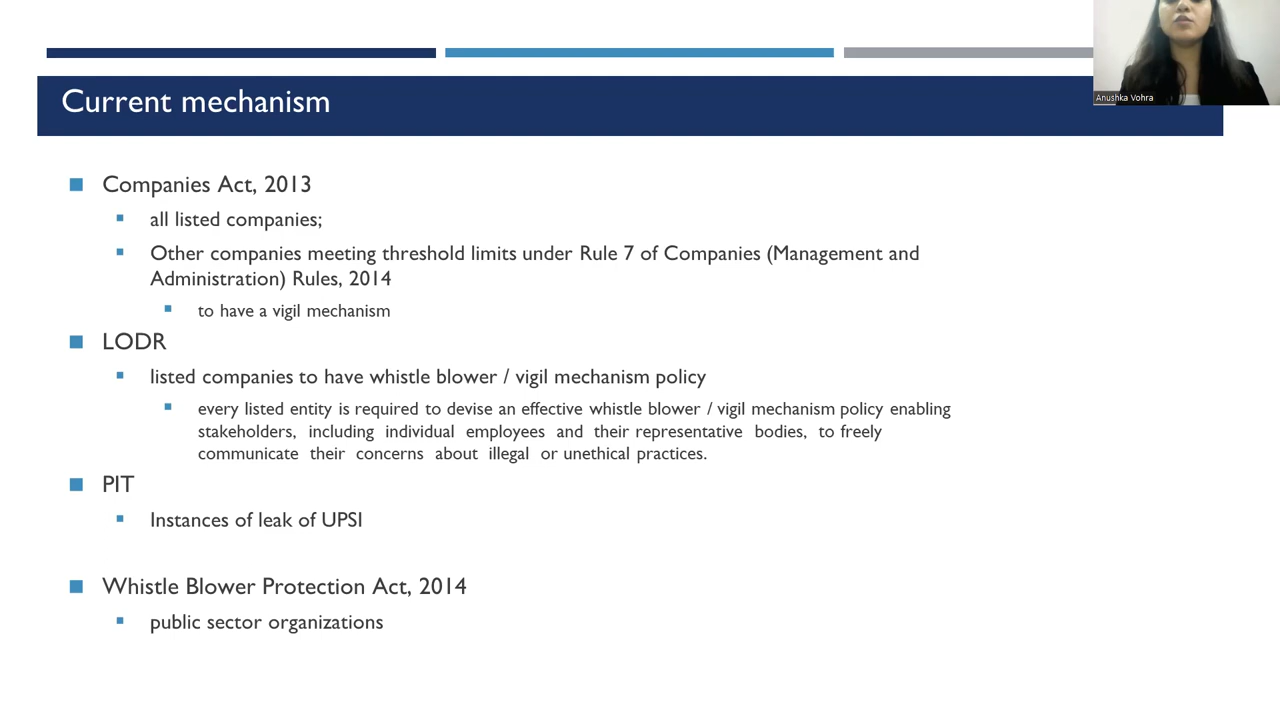 Current mechanism
Anushka Vohra
Companies Act, 2013
all listed companies;
Other companies meeting threshold limits under Rule 7 of Companies (Management and
Administration) Rules, 2014
to have a vigil mechanism
LODR
listed companies to have whistle blower / vigil mechanism policy
every listed entity is required to devise an effective whistle blower / vigil mechanism policy enabling
stakeholders, including individual employees and their representative bodies, to freely
communicate their concerns about illegal or unethical practices.
PIT
Instances of leak of UPSI
Whistle Blower Protection Act, 2014
public sector organizations